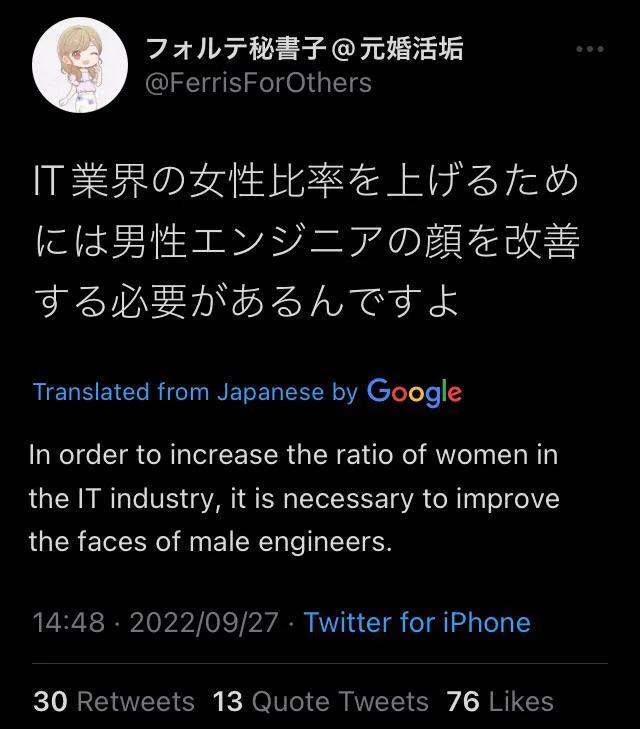 フォルテ秘書子@元婚活垢
@FerrisForOthers
IT業界の女性比率を上げるため
には男性エンジニアの顔を改善
する必要があるんですよ
Translated from Japanese by Google
In order to increase the ratio of women in
the IT industry, it is necessary to improve
the faces of male engineers.
14:48 · 2022/09/27 · Twitter for iPhone
30 Retweets 13 Quote Tweets 76 Likes